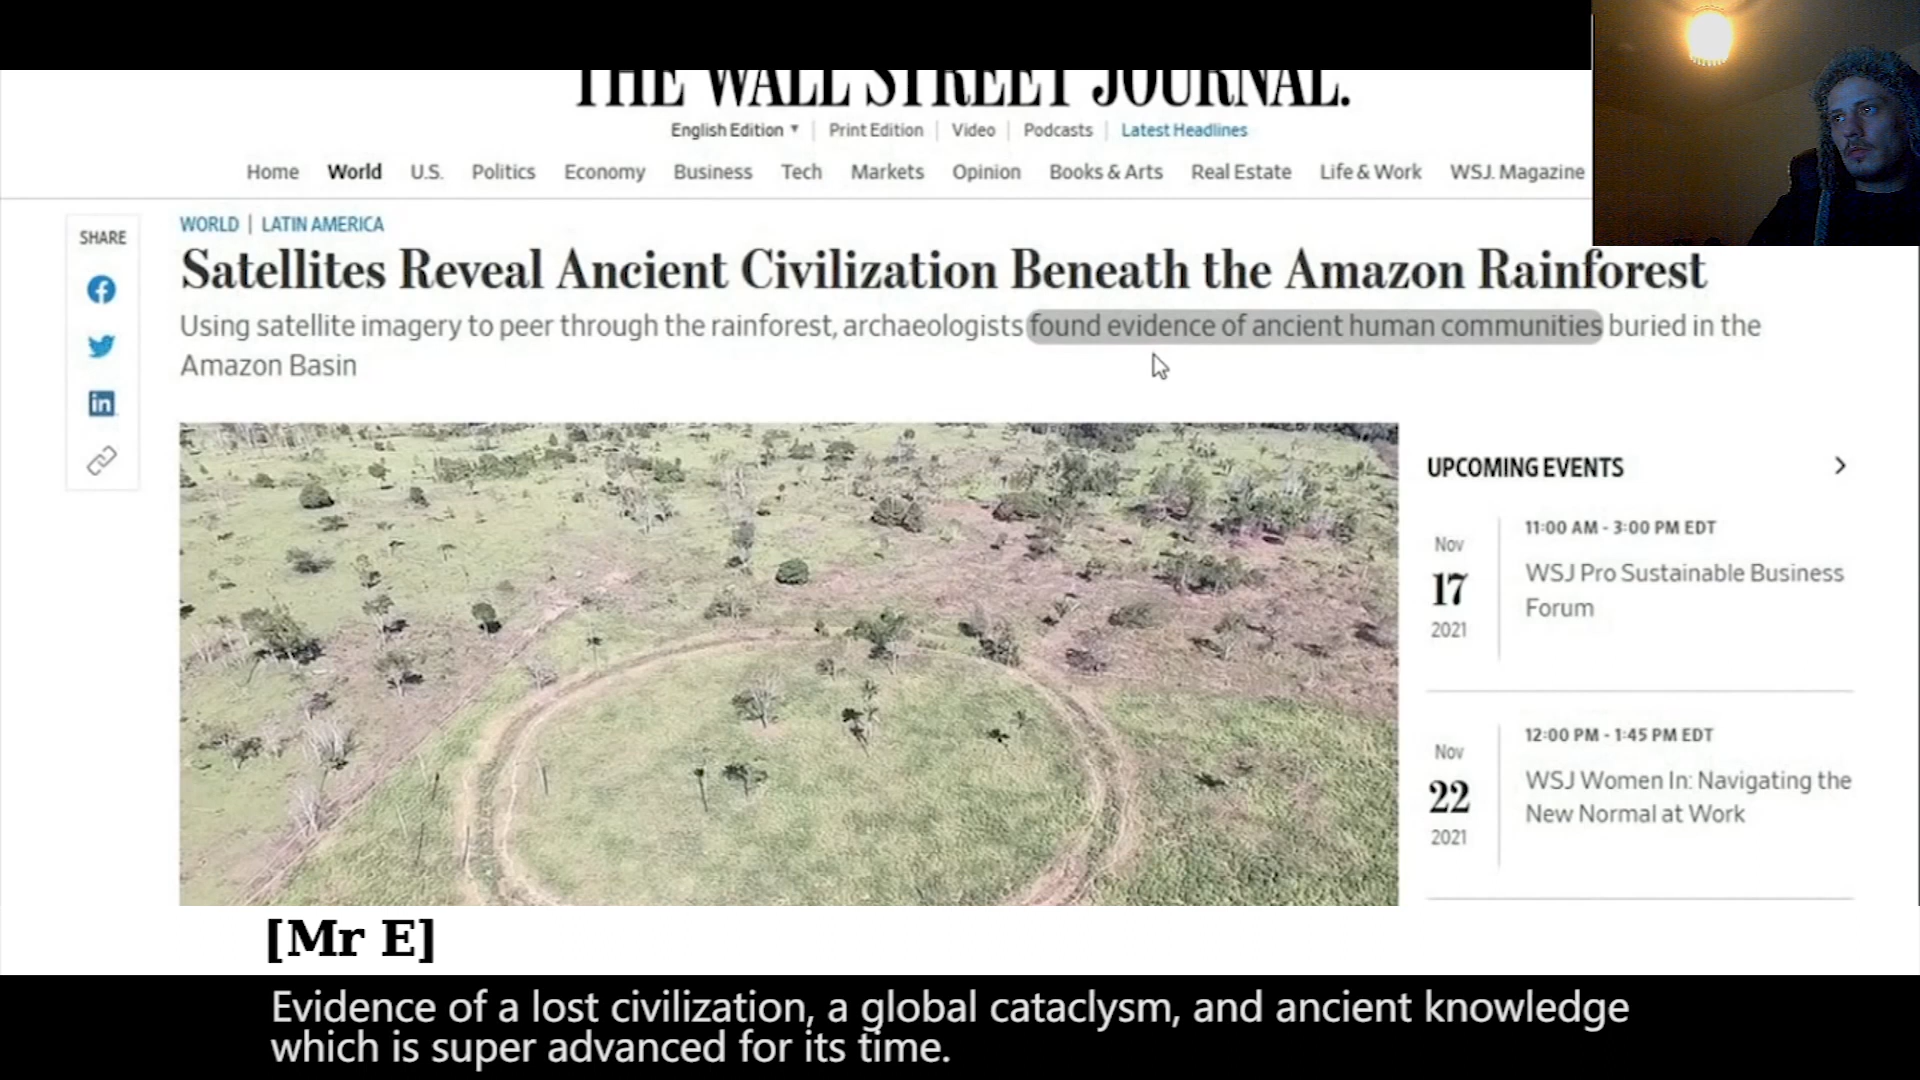 THE WALL STREET JOURNAL.
English Edition ▼ | Print Edition | Video | Podcasts | Latest Headlines
Home World U.S. Politics Economy Business Tech Markets Opinion Books & Arts Real Estate Life & Work WSJ. Magazine
SHARE
WORLD | LATIN AMERICA
Satellites Reveal Ancient Civilization Beneath the Amazon Rainforest
Using satellite imagery to peer through the rainforest, archaeologists found evidence of ancient human communities buried in the
Amazon Basin
UPCOMING EVENTS
Nov
17
2021
11:00 AM - 3:00 PM EDT
WSJ Pro Sustainable Business
Forum
Nov
22
2021
12:00 PM - 1:45 PM EDT
WSJ Women In: Navigating the
New Normal at Work
[Mr E]
Evidence of a lost civilization, a global cataclysm, and ancient knowledge
which is super advanced for its time.